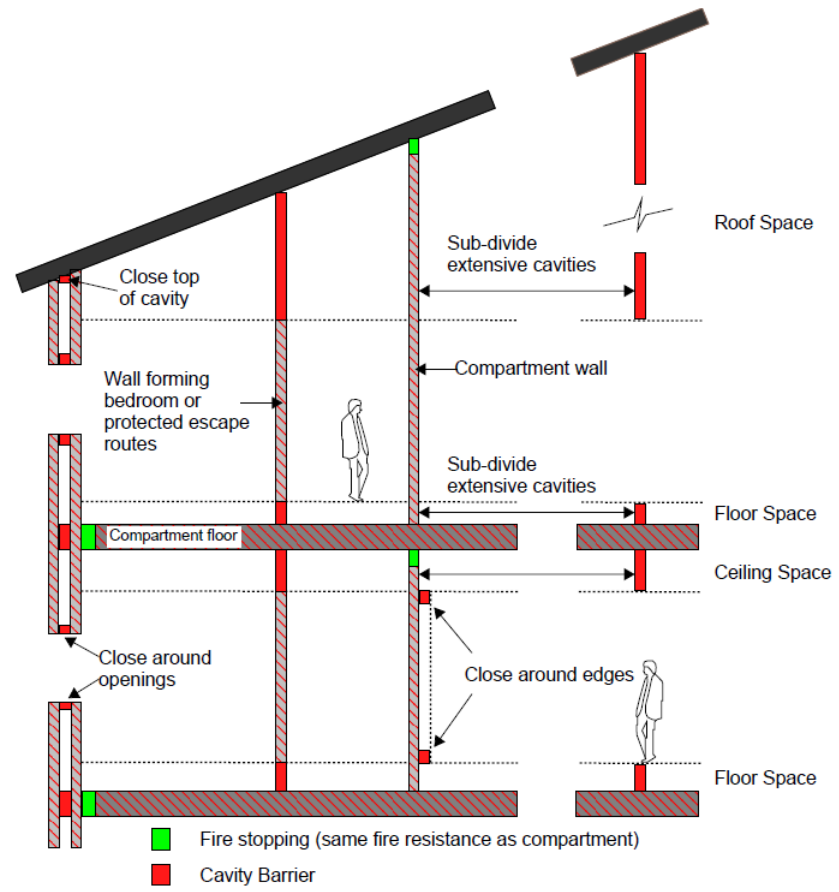 Roof Space
Sub-divide
extensive cavities
Close top
of cavity
Compartment wall
Wall forming
bedroom or
protected escape
routes
Sub-divide
extensive cavities
Floor Space
Compartment floor
Ceiling Space
Close around
openings
Close around edges
Floor Space
Fire stopping (same fire resistance as compartment)
Cavity Barrier